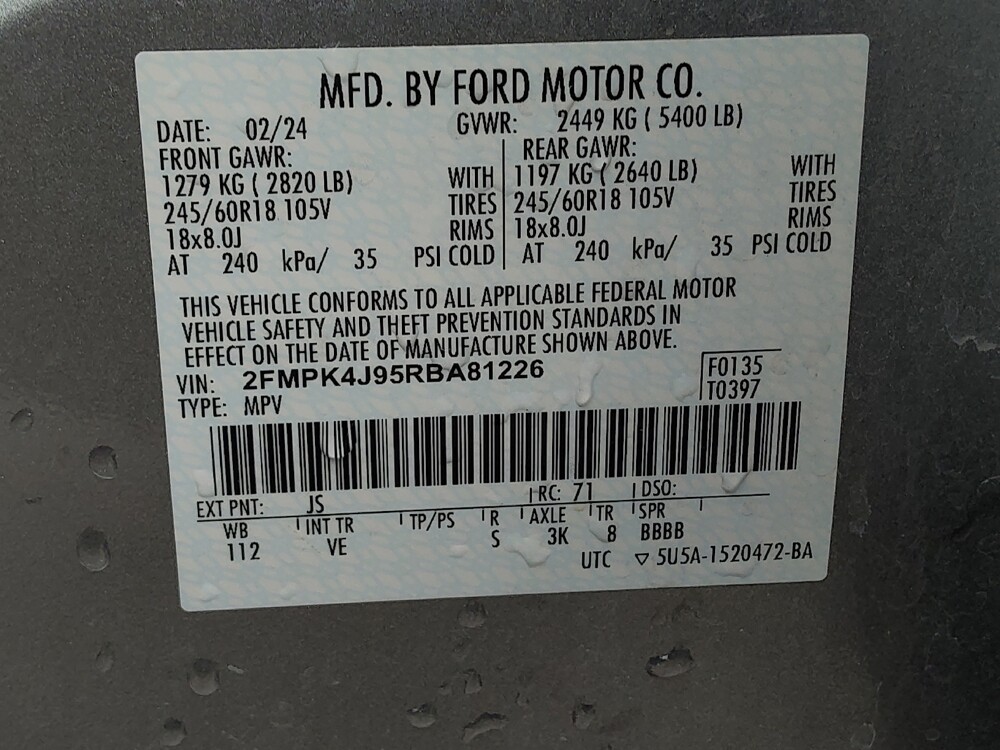 MFD. BY FORD MOTOR CO.
DATE: 02/24 GVWR: 2449 KG ( 5400 LB)
FRONT GAWR: REAR GAWR:
1279 KG ( 2820 LB) WITH 1197 KG ( 2640 LB) WITH
245/60R18 105V TIRES 245/60R18 105V TIRES
18x8.0J RIMS 18x8.0J RIMS
AT 240 kPa/ 35 PSI COLD AT 240 kPa/ 35 PSI COLD
THIS VEHICLE CONFORMS TO ALL APPLICABLE FEDERAL MOTOR
VEHICLE SAFETY AND THEFT PREVENTION STANDARDS IN
EFFECT ON THE DATE OF MANUFACTURE SHOWN ABOVE.
VIN: 2FMPK4J95RBA81226 F0135
TYPE: MPV T0397
EXT PNT: JS RC: 71 DSO:
WB INT TR TP/PS R AXLE TR SPR
112 VE S 3K 8 BBBB
UTC ▽ 5U5A-1520472-BA